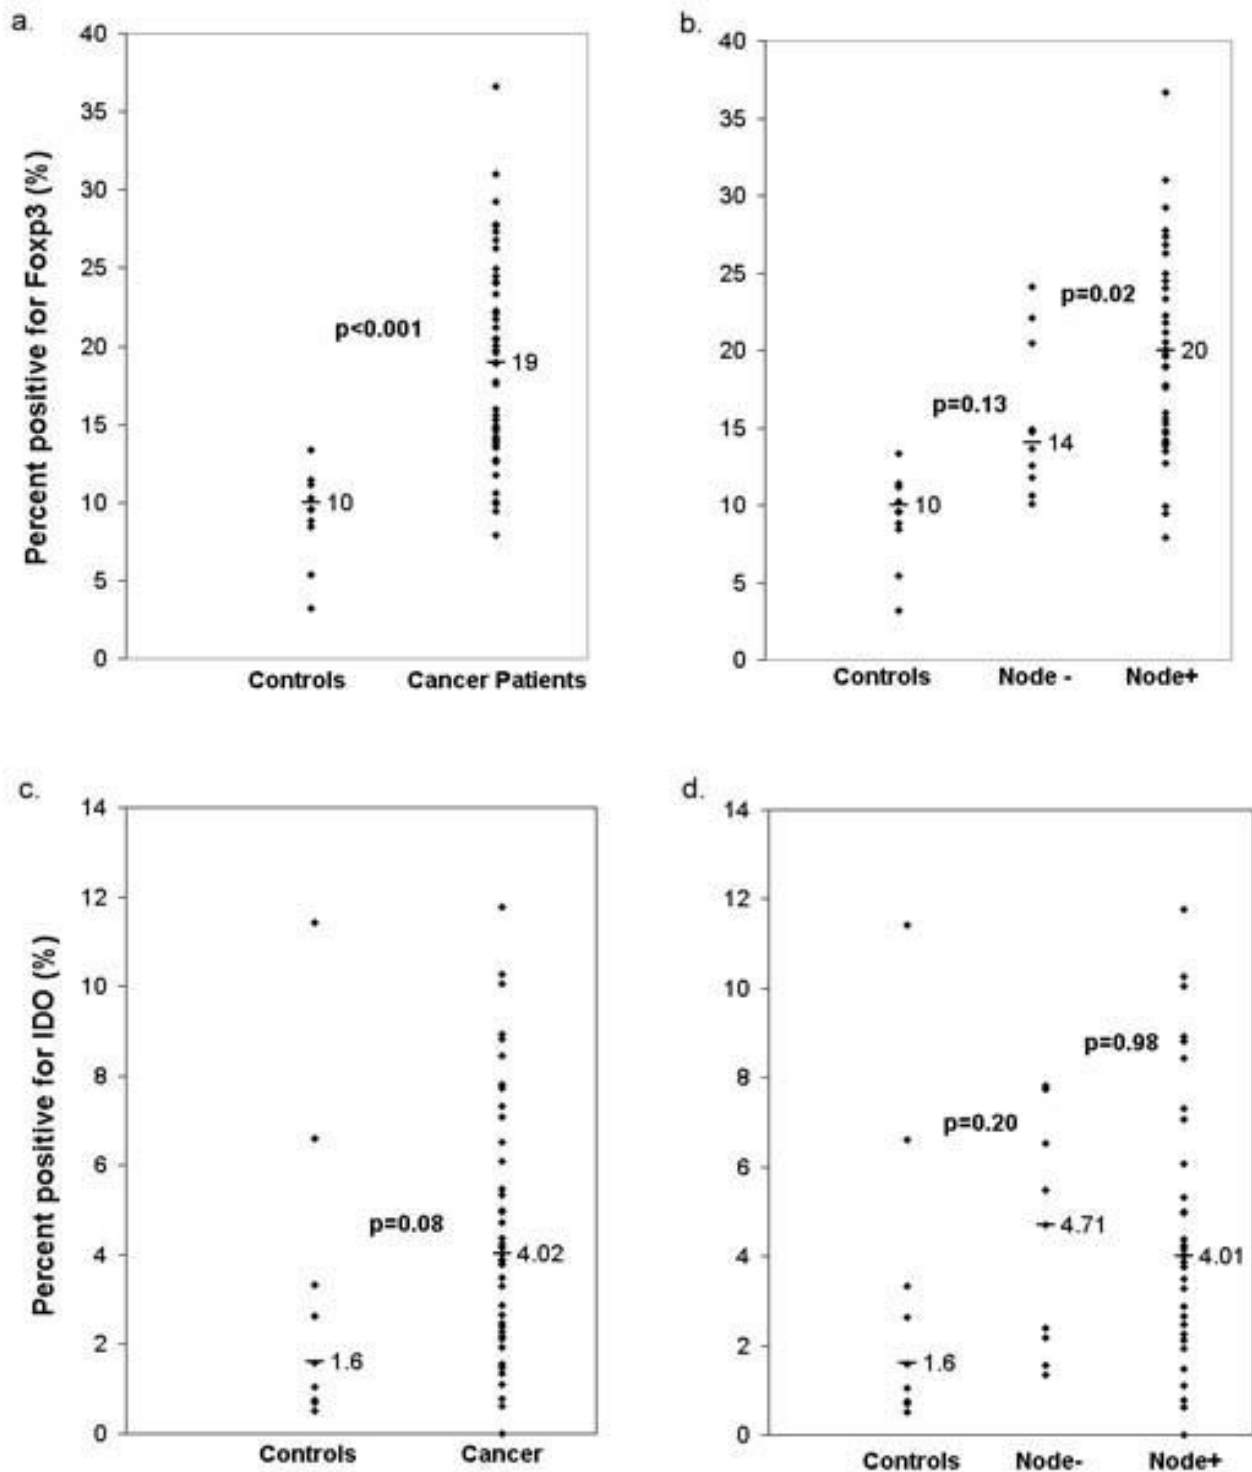 a.
Percent positive for Foxp3 (%)
40
35
30
25
20
15
10
5
0
p<0.001
10
19
Controls Cancer Patients
b.
40
35
30
25
20
15
10
5
0
p=0.13
p=0.02
10
14
20
Controls Node - Node+
c.
Percent positive for IDO (%)
14
12
10
8
6
4
2
0
p=0.08
1.6
4.02
Controls Cancer
d.
14
12
10
8
6
4
2
0
p=0.20
p=0.98
1.6
4.71
4.01
Controls Node- Node+